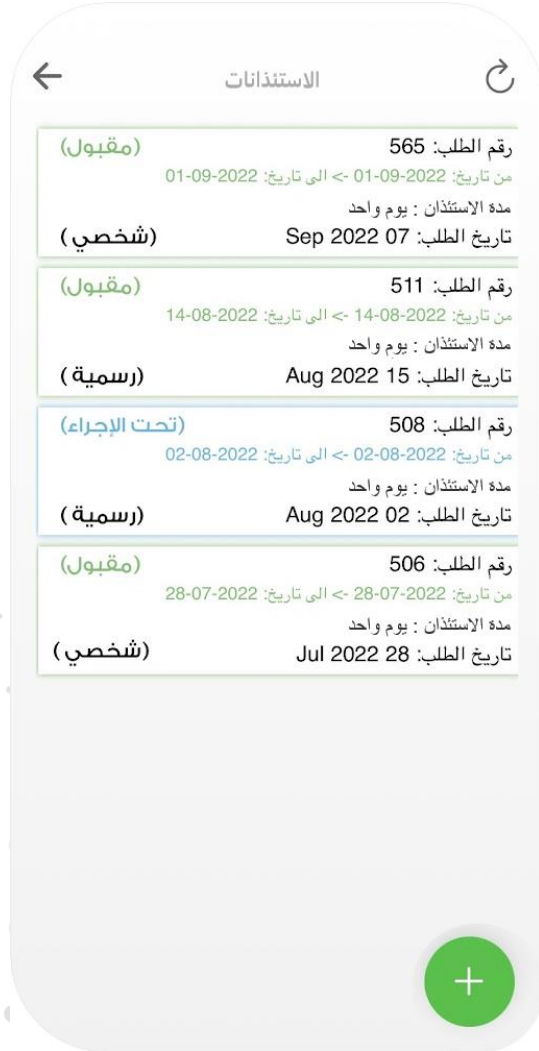 الاستئذانات
رقم الطلب: 565 (مقبول)
من تاريخ: 2022-09-01 -> الى تاريخ: 2022-09-01
مدة الاستئذان : يوم واحد
تاريخ الطلب: 07 Sep 2022 (شخصي )
رقم الطلب: 511 (مقبول)
من تاريخ: 2022-08-14 -> الى تاريخ: 2022-08-14
مدة الاستئذان : يوم واحد
تاريخ الطلب: 15 Aug 2022 (رسمية )
رقم الطلب: 508 (تحت الإجراء)
من تاريخ: 2022-08-02 -> الى تاريخ: 2022-08-02
مدة الاستئذان : يوم واحد
تاريخ الطلب: 02 Aug 2022 (رسمية )
رقم الطلب: 506 (مقبول)
من تاريخ: 2022-07-28 -> الى تاريخ: 2022-07-28
مدة الاستئذان : يوم واحد
تاريخ الطلب: 28 Jul 2022 (شخصي )